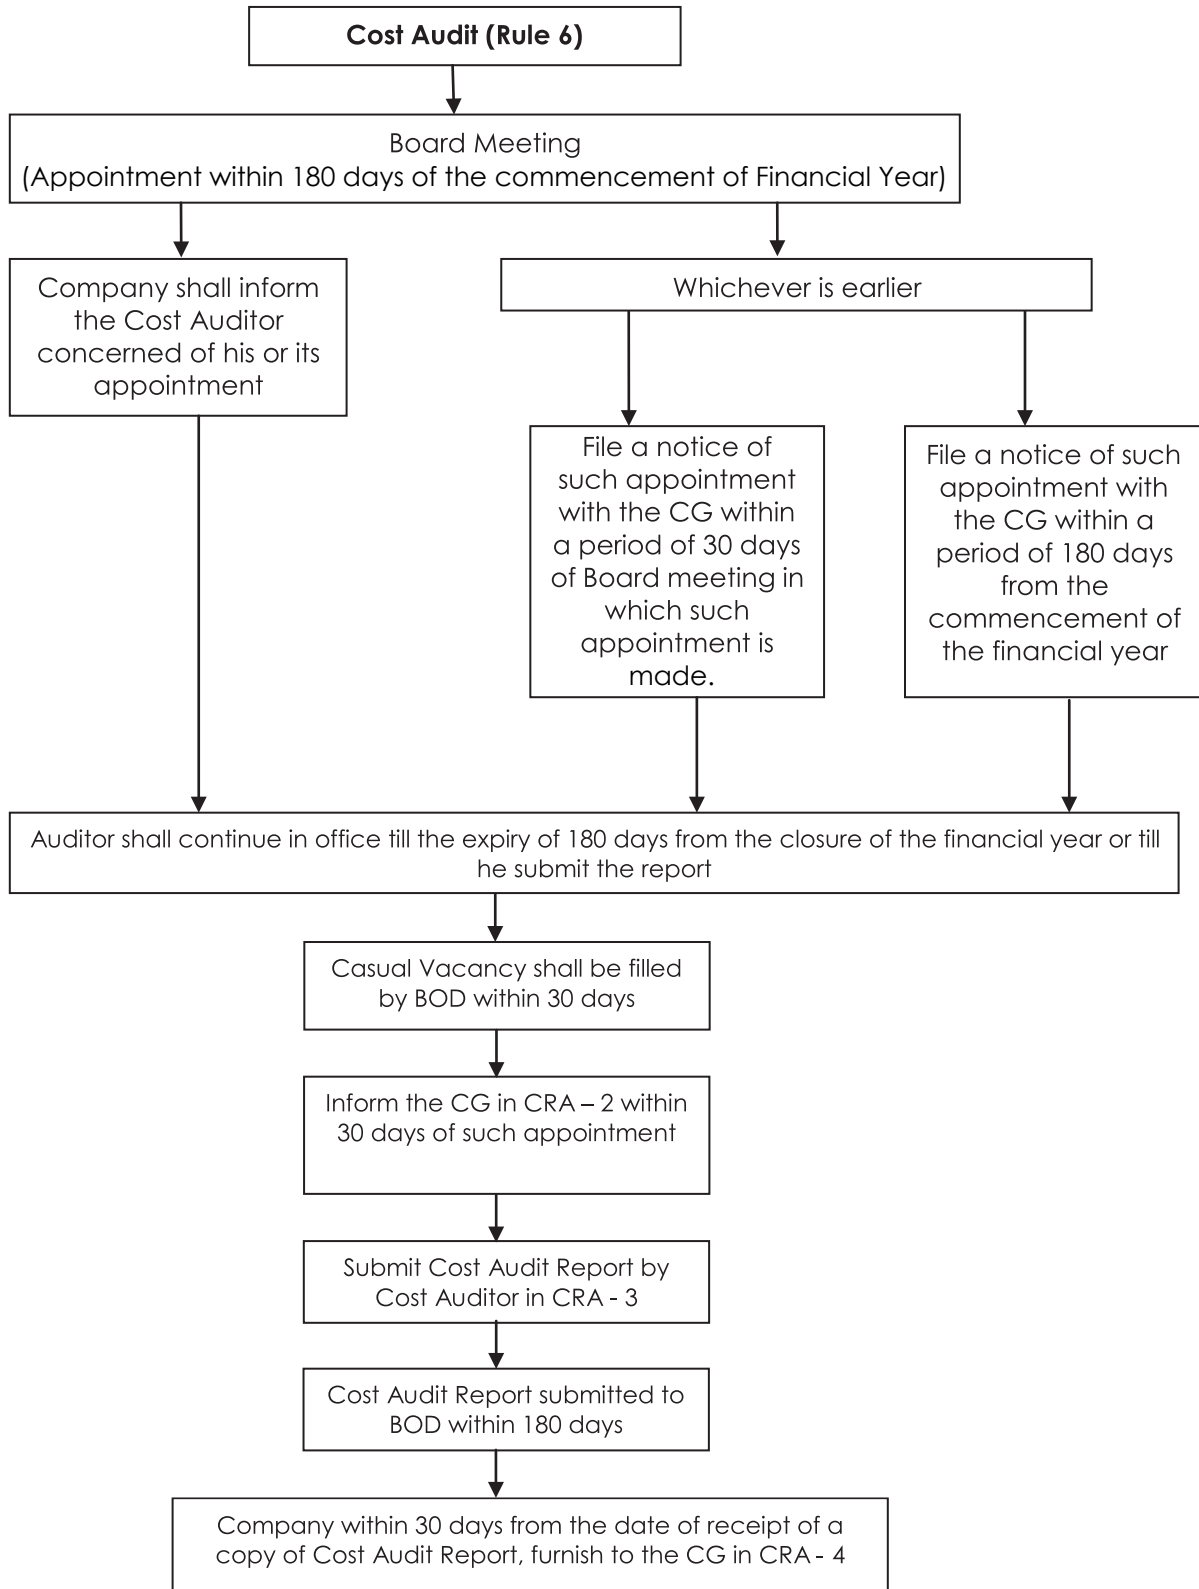 Cost Audit (Rule 6)
Board Meeting
(Appointment within 180 days of the commencement of Financial Year)
Company shall inform
the Cost Auditor
concerned of his or its
appointment
Whichever is earlier
File a notice of
such appointment
with the CG within
a period of 30 days
of Board meeting in
which such
appointment is
made.
File a notice of such
appointment with
the CG within a
period of 180 days
from the
commencement of
the financial year
Auditor shall continue in office till the expiry of 180 days from the closure of the financial year or till
he submit the report
Casual Vacancy shall be filled
by BOD within 30 days
Inform the CG in CRA – 2 within
30 days of such appointment
Submit Cost Audit Report by
Cost Auditor in CRA - 3
Cost Audit Report submitted to
BOD within 180 days
Company within 30 days from the date of receipt of a
copy of Cost Audit Report, furnish to the CG in CRA - 4